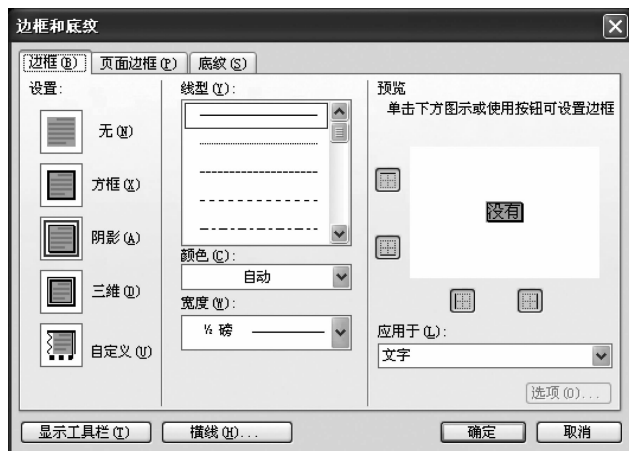 边框和底纹
边框(B) 页面边框(P) 底纹(S)
设置:
无(N)
方框(X)
阴影(A)
三维(D)
自定义(U)
线型(Y):
颜色(C):
自动
宽度(W):
½ 磅
预览
单击下方图示或使用按钮可设置边框
没有
应用于(L):
文字
选项(O)...
显示工具栏(T) 横线(H)... 确定 取消